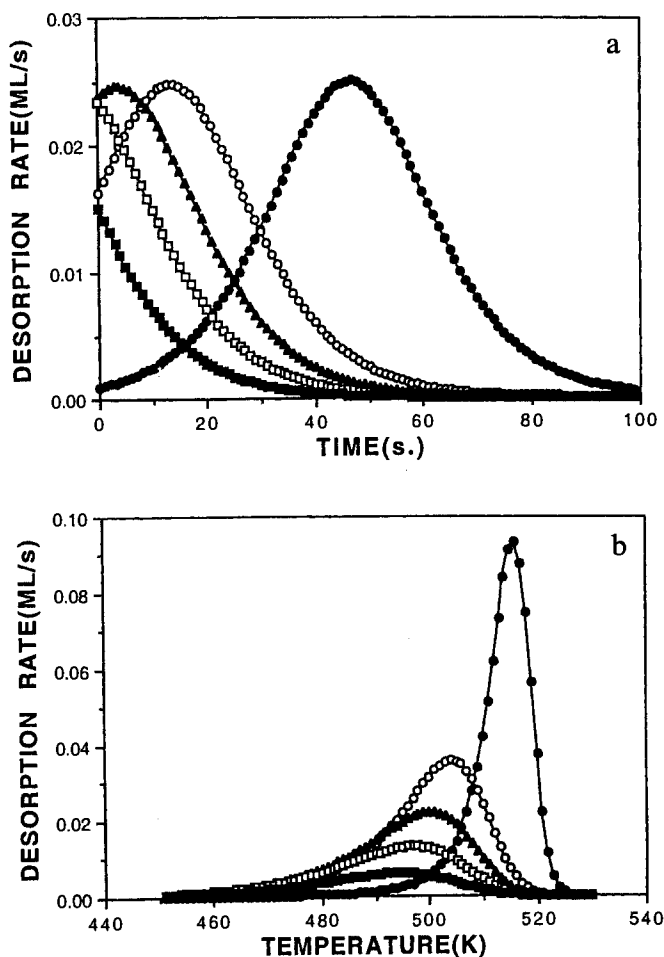 a
0.03
0.02
0.01
0.00
DESORPTION RATE(ML/s)
0 20 40 60 80 100
TIME(s.)
b
0.10
0.08
0.06
0.04
0.02
0.00
DESORPTION RATE(ML/s)
440 460 480 500 520 540
TEMPERATURE(K)